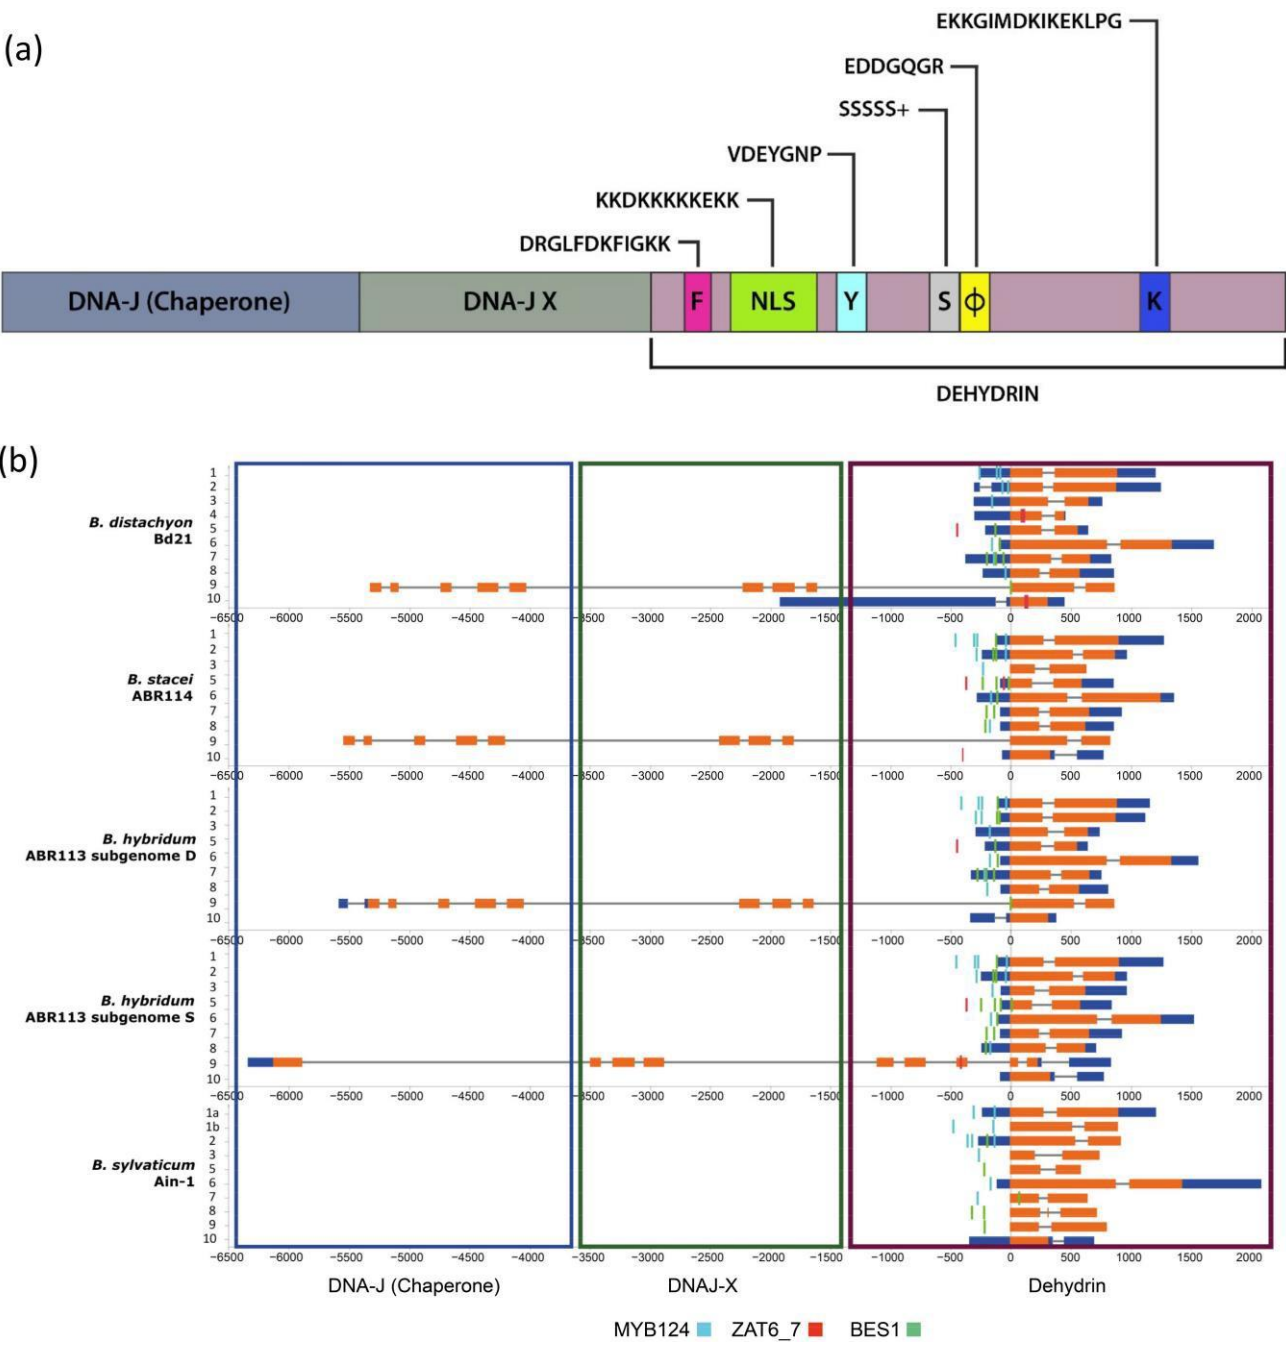 (a)
EKKGIMDKIKEKLPG
EDDGQGR
SSSSS+
VDEYGNP
KKDKKKKKEKK
DRGLFDKFIGKK
DNA-J (Chaperone) DNA-J X F NLS Y S ϕ K
DEHYDRIN
(b)
B. distachyon
Bd21
1
2
3
4
5
6
7
8
9
10
−6500 −6000 −5500 −5000 −4500 −4000 −3500 −3000 −2500 −2000 −1500 −1000 −500 0 500 1000 1500 2000
B. stacei
ABR114
1
2
3
5
6
7
8
9
10
−6500 −6000 −5500 −5000 −4500 −4000 −3500 −3000 −2500 −2000 −1500 −1000 −500 0 500 1000 1500 2000
B. hybridum
ABR113 subgenome D
1
2
3
5
6
7
8
9
10
−6500 −6000 −5500 −5000 −4500 −4000 −3500 −3000 −2500 −2000 −1500 −1000 −500 0 500 1000 1500 2000
B. hybridum
ABR113 subgenome S
1
2
3
5
6
7
8
9
10
−6500 −6000 −5500 −5000 −4500 −4000 −3500 −3000 −2500 −2000 −1500 −1000 −500 0 500 1000 1500 2000
B. sylvaticum
Ain-1
1a
1b
2
3
5
6
7
8
9
10
−6500 −6000 −5500 −5000 −4500 −4000 −3500 −3000 −2500 −2000 −1500 −1000 −500 0 500 1000 1500 2000
DNA-J (Chaperone) DNAJ-X Dehydrin
MYB124 ZAT6_7 BES1